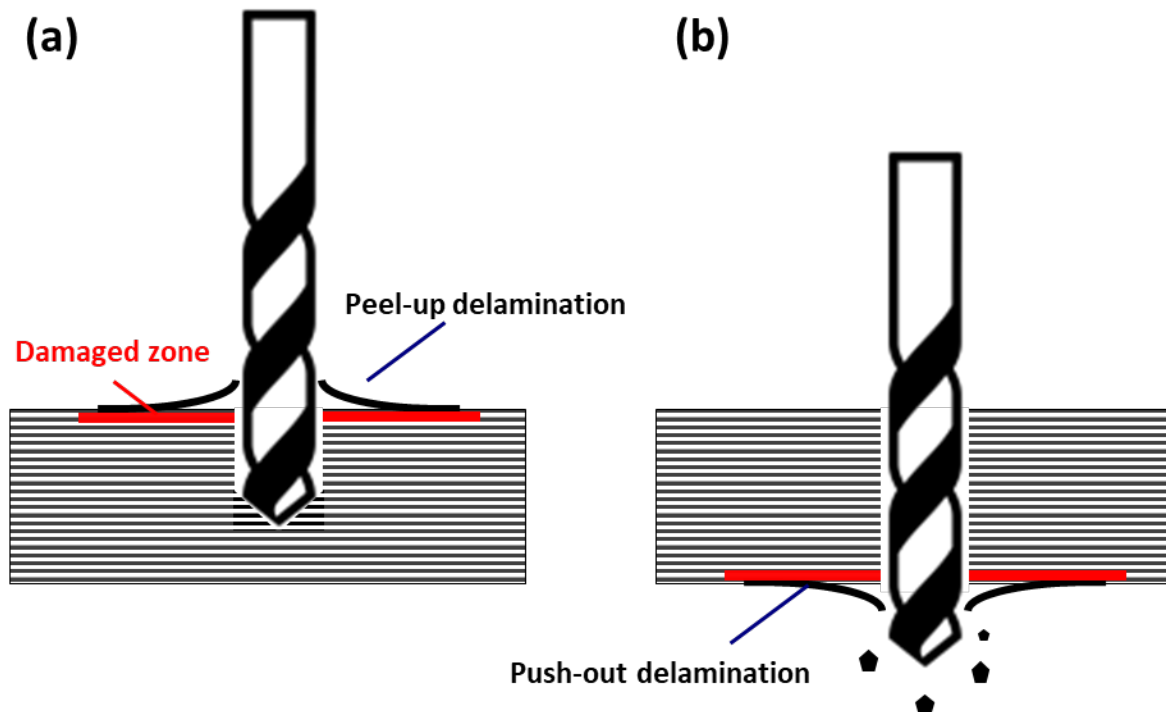 (a)
(b)
Peel-up delamination
Damaged zone
Push-out delamination